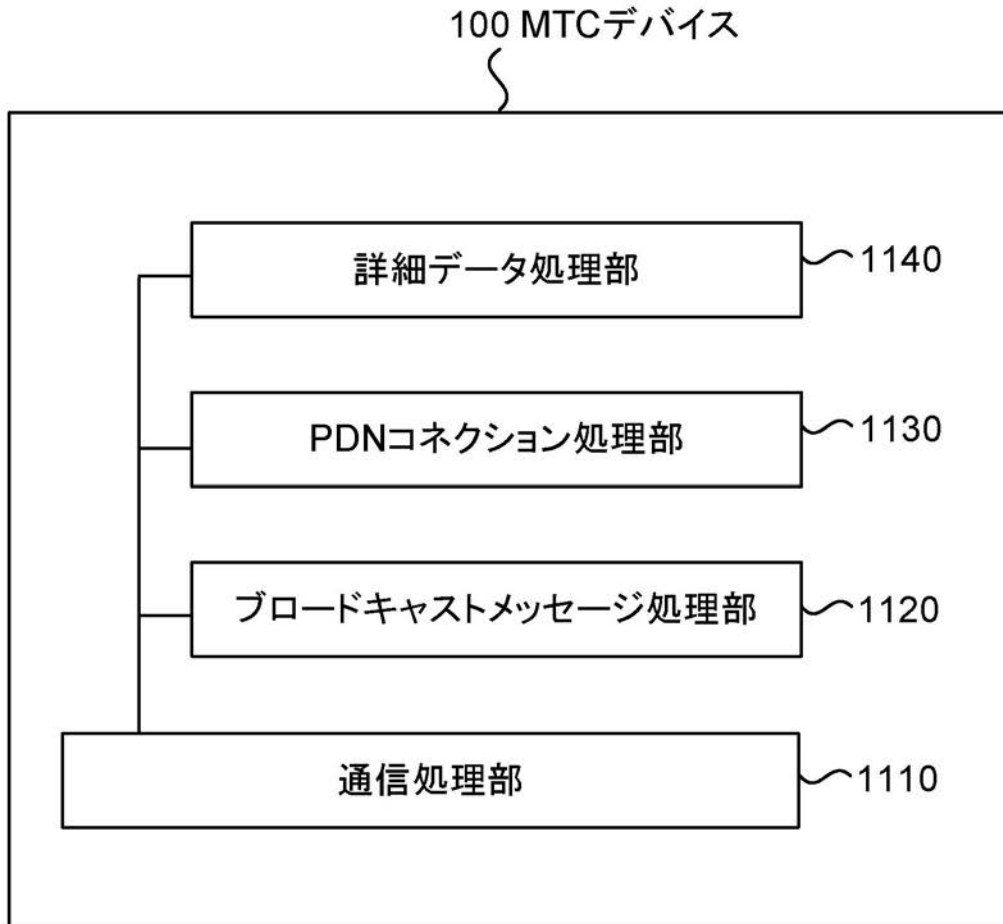 100 MTCデバイス
詳細データ処理部
1140
PDNコネクション処理部
1130
ブロードキャストメッセージ処理部
1120
通信処理部
1110